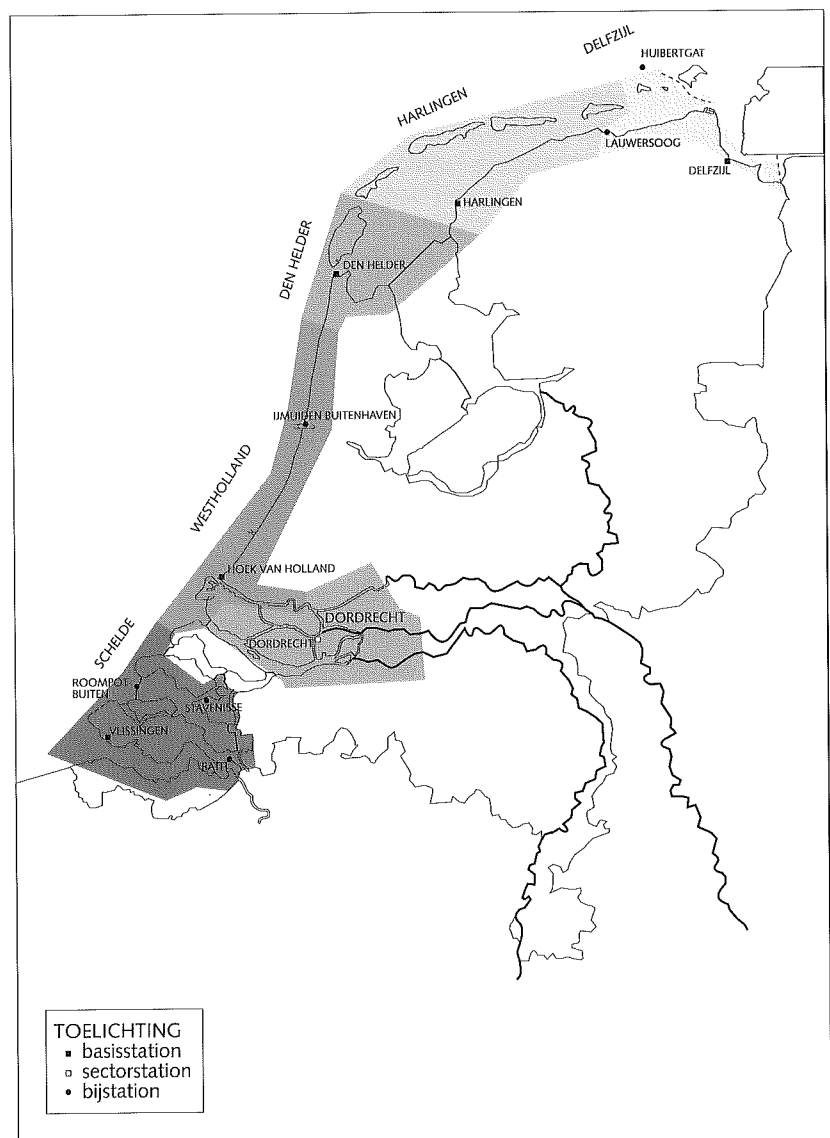 DELFZIJL
HUIBERTGAT
HARLINGEN
LAUWERSOOG
DELFZIJL
HARLINGEN
DEN HELDER
DEN HELDER
IJMUIDEN BUITENHAVEN
WESTHOLLAND
HOEK VAN HOLLAND
DORDRECHT
DORDRECHT
SCHELDE
ROOMPOT
BUITEN
STAVENISSE
VLISSINGEN
BATH
TOELICHTING
basisstation
sectorstation
bijstation